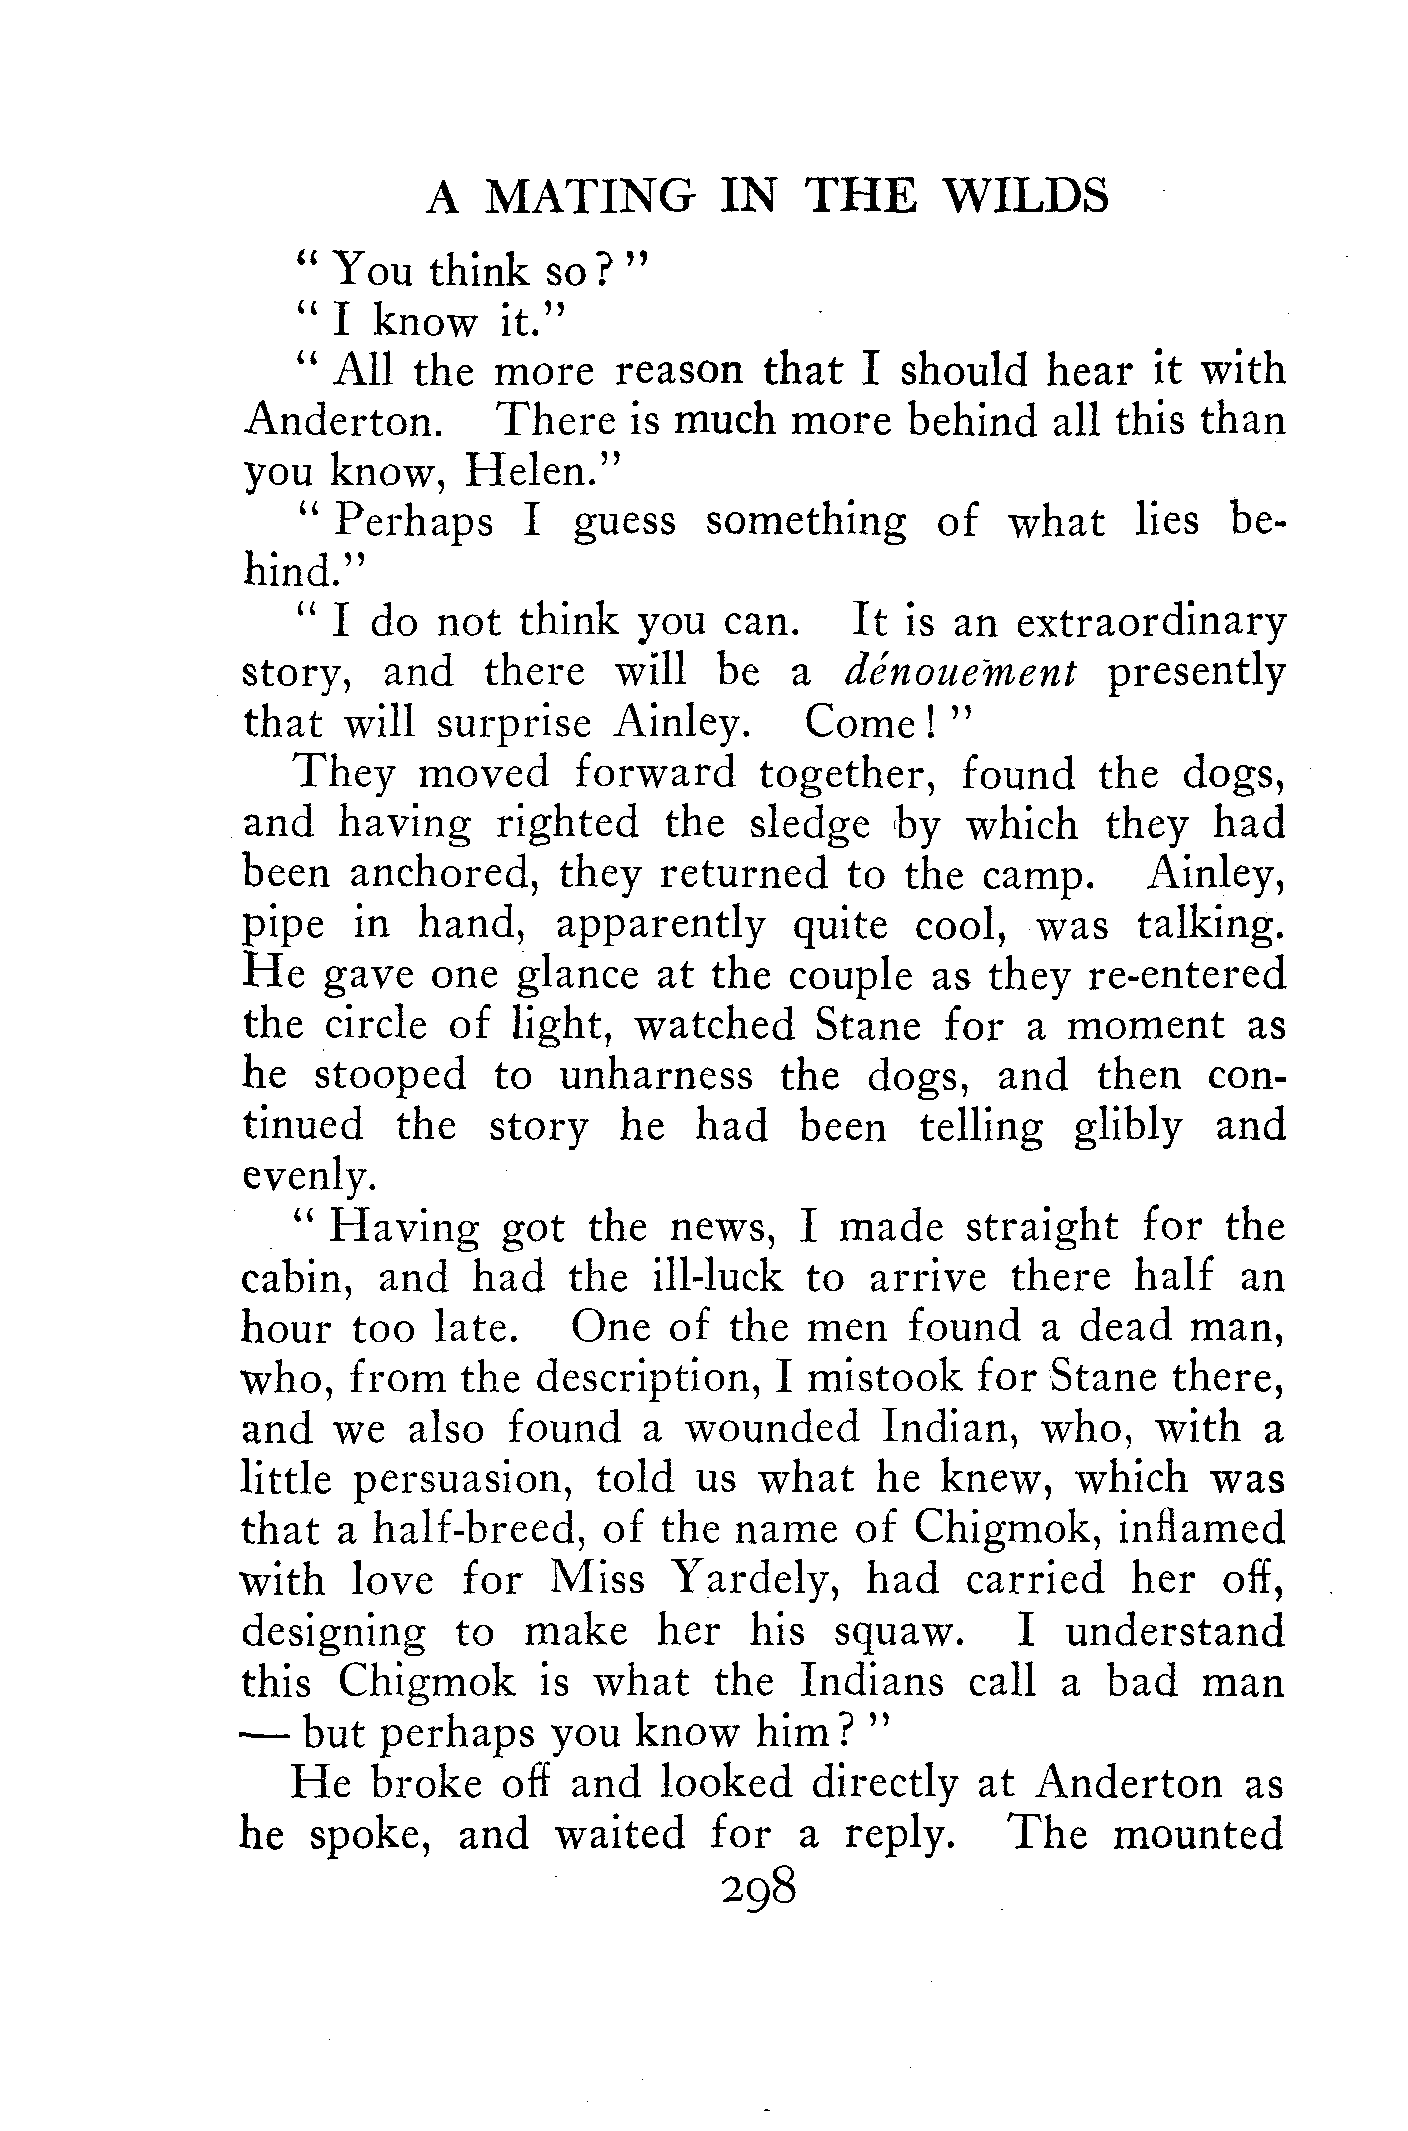 A MATING IN THE WILDS
" You think so? "
" I know it."
" All the more reason that I should hear it with
Anderton. There is much more behind all this than
you know, Helen."
" Perhaps I guess something of what lies be-
hind."
" I do not think you can. It is an extraordinary
story, and there will be a dénouement presently
that will surprise Ainley. Come! "
They moved forward together, found the dogs,
and having righted the sledge by which they had
been anchored, they returned to the camp. Ainley,
pipe in hand, apparently quite cool, was talking.
He gave one glance at the couple as they re-entered
the circle of light, watched Stane for a moment as
he stooped to unharness the dogs, and then con-
tinued the story he had been telling glibly and
evenly.
" Having got the news, I made straight for the
cabin, and had the ill-luck to arrive there half an
hour too late. One of the men found a dead man,
who, from the description, I mistook for Stane there,
and we also found a wounded Indian, who, with a
little persuasion, told us what he knew, which was
that a half-breed, of the name of Chigmok, inflamed
with love for Miss Yardely, had carried her off,
designing to make her his squaw. I understand
this Chigmok is what the Indians call a bad man
— but perhaps you know him? "
He broke off and looked directly at Anderton as
he spoke, and waited for a reply. The mounted
298